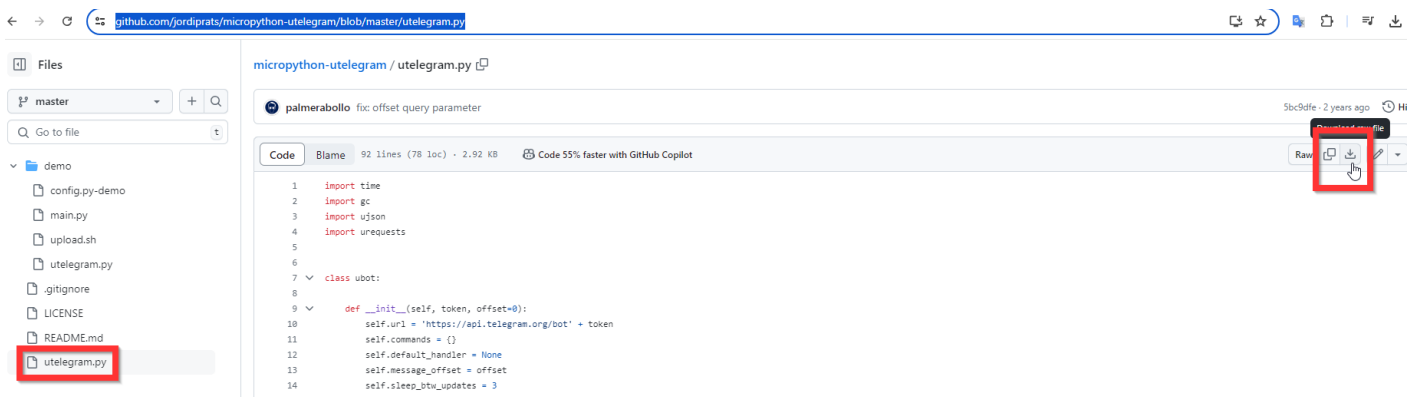 github.com/jordiprats/micropython-utelegram/blob/master/utelegram.py
Files
master
Go to file
t
demo
config.py-demo
main.py
upload.sh
utelegram.py
.gitignore
LICENSE
README.md
utelegram.py
micropython-utelegram / utelegram.py
palmerabollo fix: offset query parameter
5bc9dfe · 2 years ago
Hi
Download raw file
Code
Blame
92 lines (78 loc) · 2.92 KB
Code 55% faster with GitHub Copilot
Raw
1 import time
2 import gc
3 import ujson
4 import urequests
5
6
7 class ubot:
8
9 def __init__(self, token, offset=0):
10 self.url = 'https://api.telegram.org/bot' + token
11 self.commands = {}
12 self.default_handler = None
13 self.message_offset = offset
14 self.sleep_btw_updates = 3